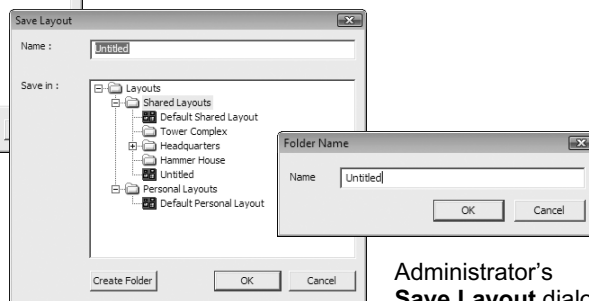 Save Layout
Name :
Untitled
Save in :
Layouts
Shared Layouts
Default Shared Layout
Tower Complex
Headquarters
Hammer House
Untitled
Personal Layouts
Default Personal Layout
Create Folder
OK
Cancel
Folder Name
Name
Untitled
OK
Cancel
Administrator's
Save Layout